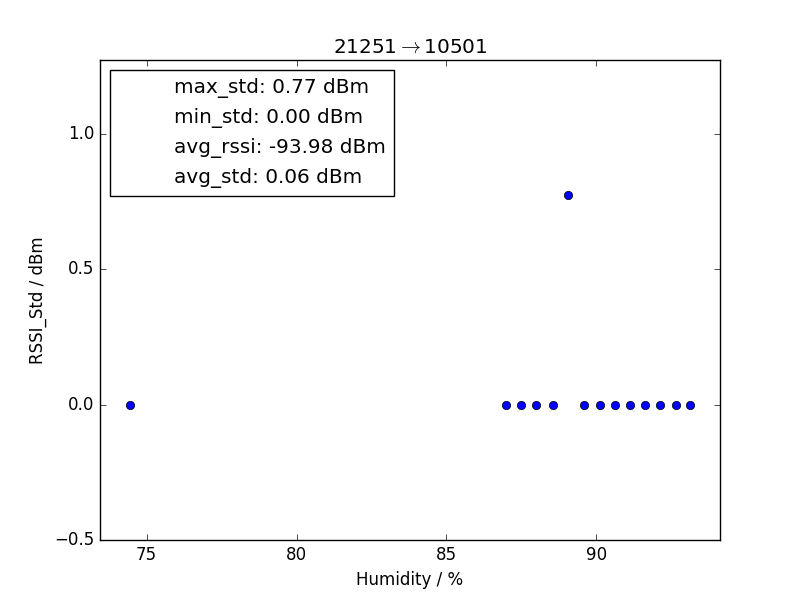 21251→10501
max_std: 0.77 dBm
min_std: 0.00 dBm
avg_rssi: -93.98 dBm
avg_std: 0.06 dBm
RSSI_Std / dBm
1.0
0.5
0.0
−0.5
75 80 85 90
Humidity / %